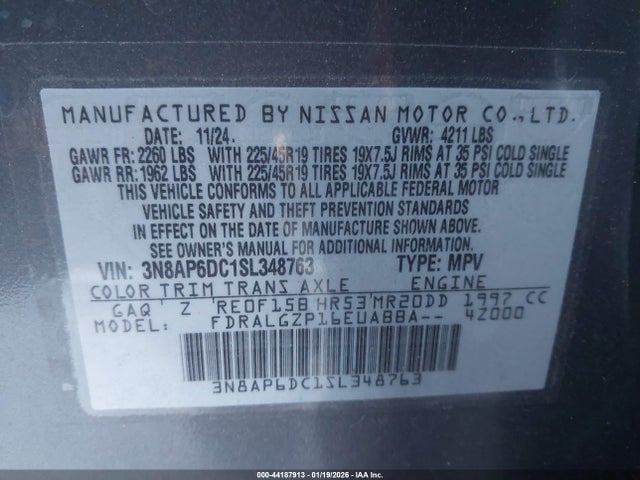 MANUFACTURED BY NISSAN MOTOR CO.,LTD.
DATE: 11/24 GVWR: 4211 LBS
GAWR FR: 2260 LBS WITH 225/45R19 TIRES 19X7.5J RIMS AT 35 PSI COLD SINGLE
GAWR RR: 1962 LBS WITH 225/45R19 TIRES 19X7.5J RIMS AT 35 PSI COLD SINGLE
THIS VEHICLE CONFORMS TO ALL APPLICABLE FEDERAL MOTOR
VEHICLE SAFETY AND THEFT PREVENTION STANDARDS
IN EFFECT ON THE DATE OF MANUFACTURE SHOWN ABOVE.
SEE OWNER'S MANUAL FOR ADDITIONAL INFORMATION.
VIN: 3N8AP6DC1SL348763 TYPE: MPV
COLOR TRIM TRANS AXLE ENGINE
GAQ Z RE0F15B HR53 MR20DD 1997 CC
MODEL: FDRALGZP16EUABBA-- 4Z000
3N8AP6DC1SL348763
000-44187913 - 01/19/2026 - IAAI.COM